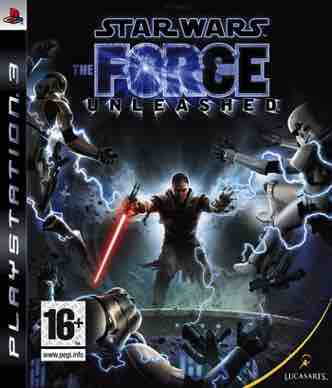 PLAYSTATION 3
STAR WARS
THE FORCE
UNLEASHED
16+
www.pegi.info
LUCASARTS